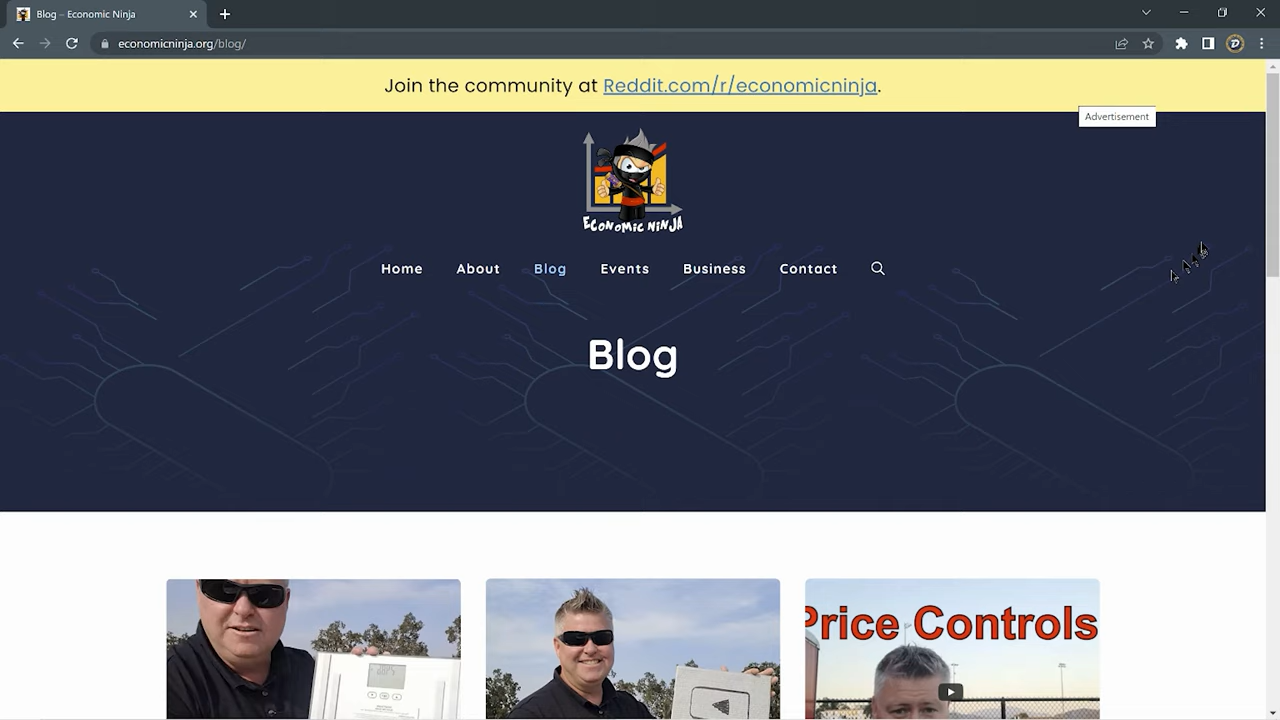 Blog – Economic Ninja
economicninja.org/blog/
Join the community at Reddit.com/r/economicninja.
Advertisement
ECONOMIC NINJA
Home About Blog Events Business Contact
Blog
Price Controls